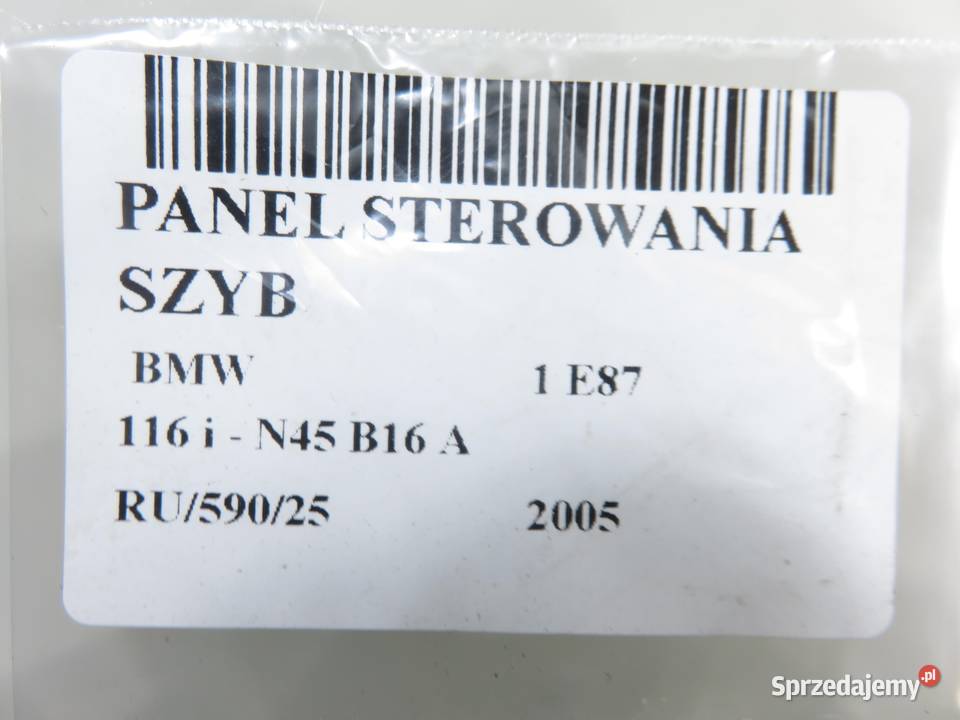 PANEL STEROWANIA
SZYB
BMW 1 E87
116 i - N45 B16 A
RU/590/25 2005
Sprzedajemy.pl